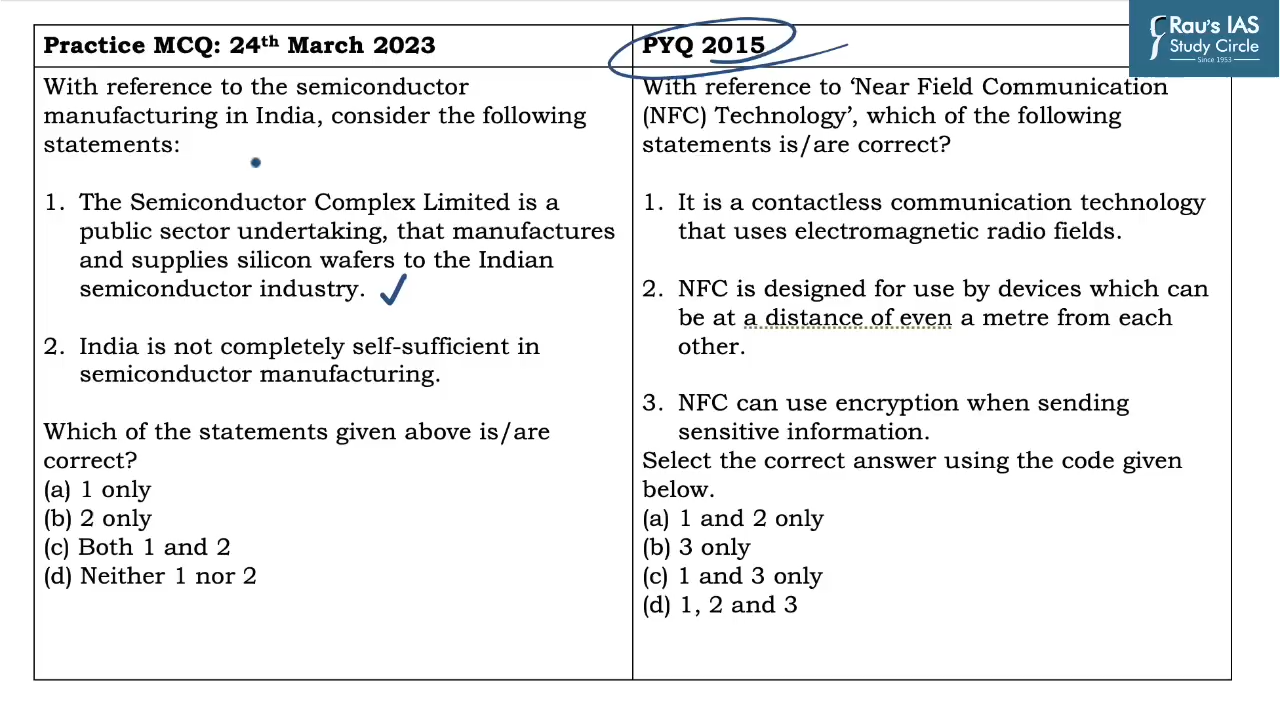 Rau's IAS
Study Circle
Since 1953
Practice MCQ: 24th March 2023
With reference to the semiconductor
manufacturing in India, consider the following
statements:
1. The Semiconductor Complex Limited is a
public sector undertaking, that manufactures
and supplies silicon wafers to the Indian
semiconductor industry.
2. India is not completely self-sufficient in
semiconductor manufacturing.
Which of the statements given above is/are
correct?
(a) 1 only
(b) 2 only
(c) Both 1 and 2
(d) Neither 1 nor 2
PYQ 2015
With reference to 'Near Field Communication
(NFC) Technology', which of the following
statements is/are correct?
1. It is a contactless communication technology
that uses electromagnetic radio fields.
2. NFC is designed for use by devices which can
be at a distance of even a metre from each
other.
3. NFC can use encryption when sending
sensitive information.
Select the correct answer using the code given
below.
(a) 1 and 2 only
(b) 3 only
(c) 1 and 3 only
(d) 1, 2 and 3